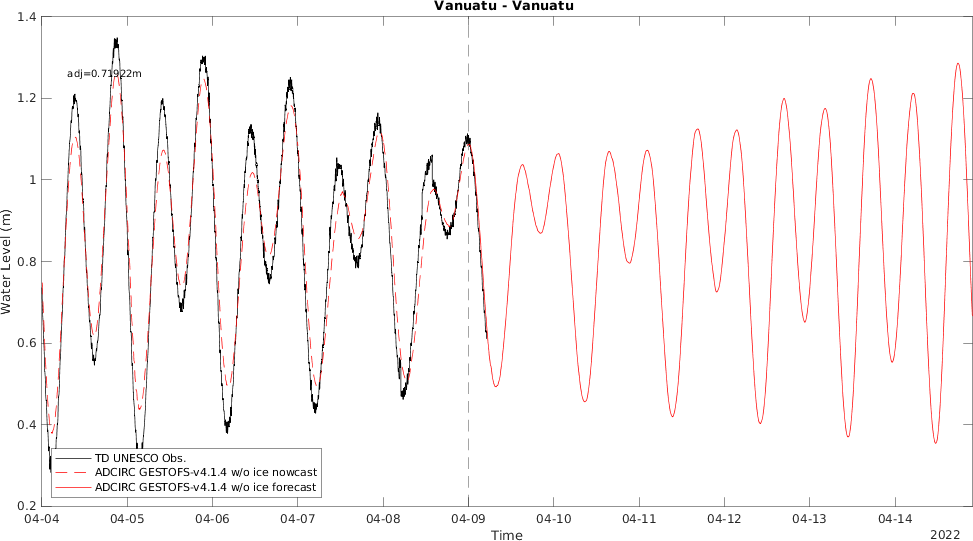 Vanuatu - Vanuatu
1.4
1.2
1
0.8
0.6
0.4
0.2
Water Level (m)
adj=0.71922m
TD UNESCO Obs.
ADCIRC GESTOFS-v4.1.4 w/o ice nowcast
ADCIRC GESTOFS-v4.1.4 w/o ice forecast
04-04 04-05 04-06 04-07 04-08 04-09 04-10 04-11 04-12 04-13 04-14
Time
2022